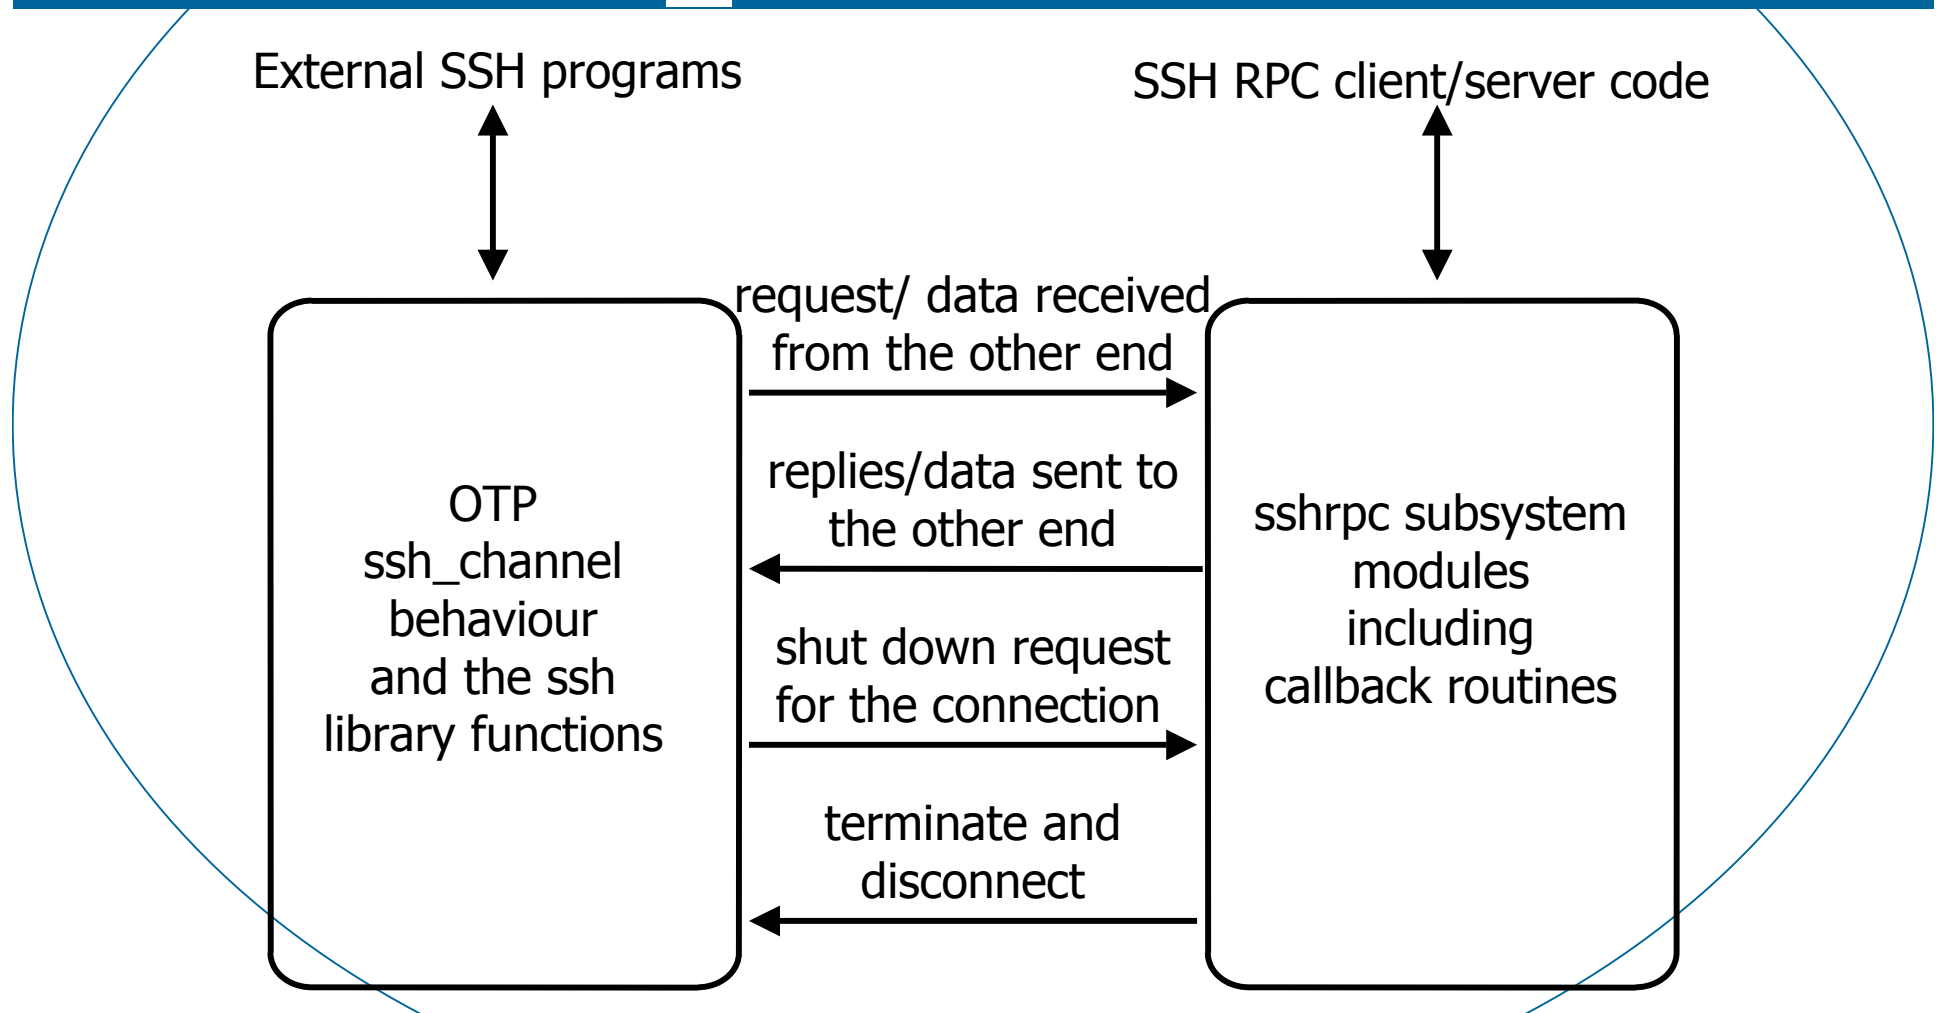 External SSH programs
SSH RPC client/server code
request/ data received
from the other end
replies/data sent to
the other end
shut down request
for the connection
terminate and
disconnect
OTP
ssh_channel
behaviour
and the ssh
library functions
sshrpc subsystem
modules
including
callback routines